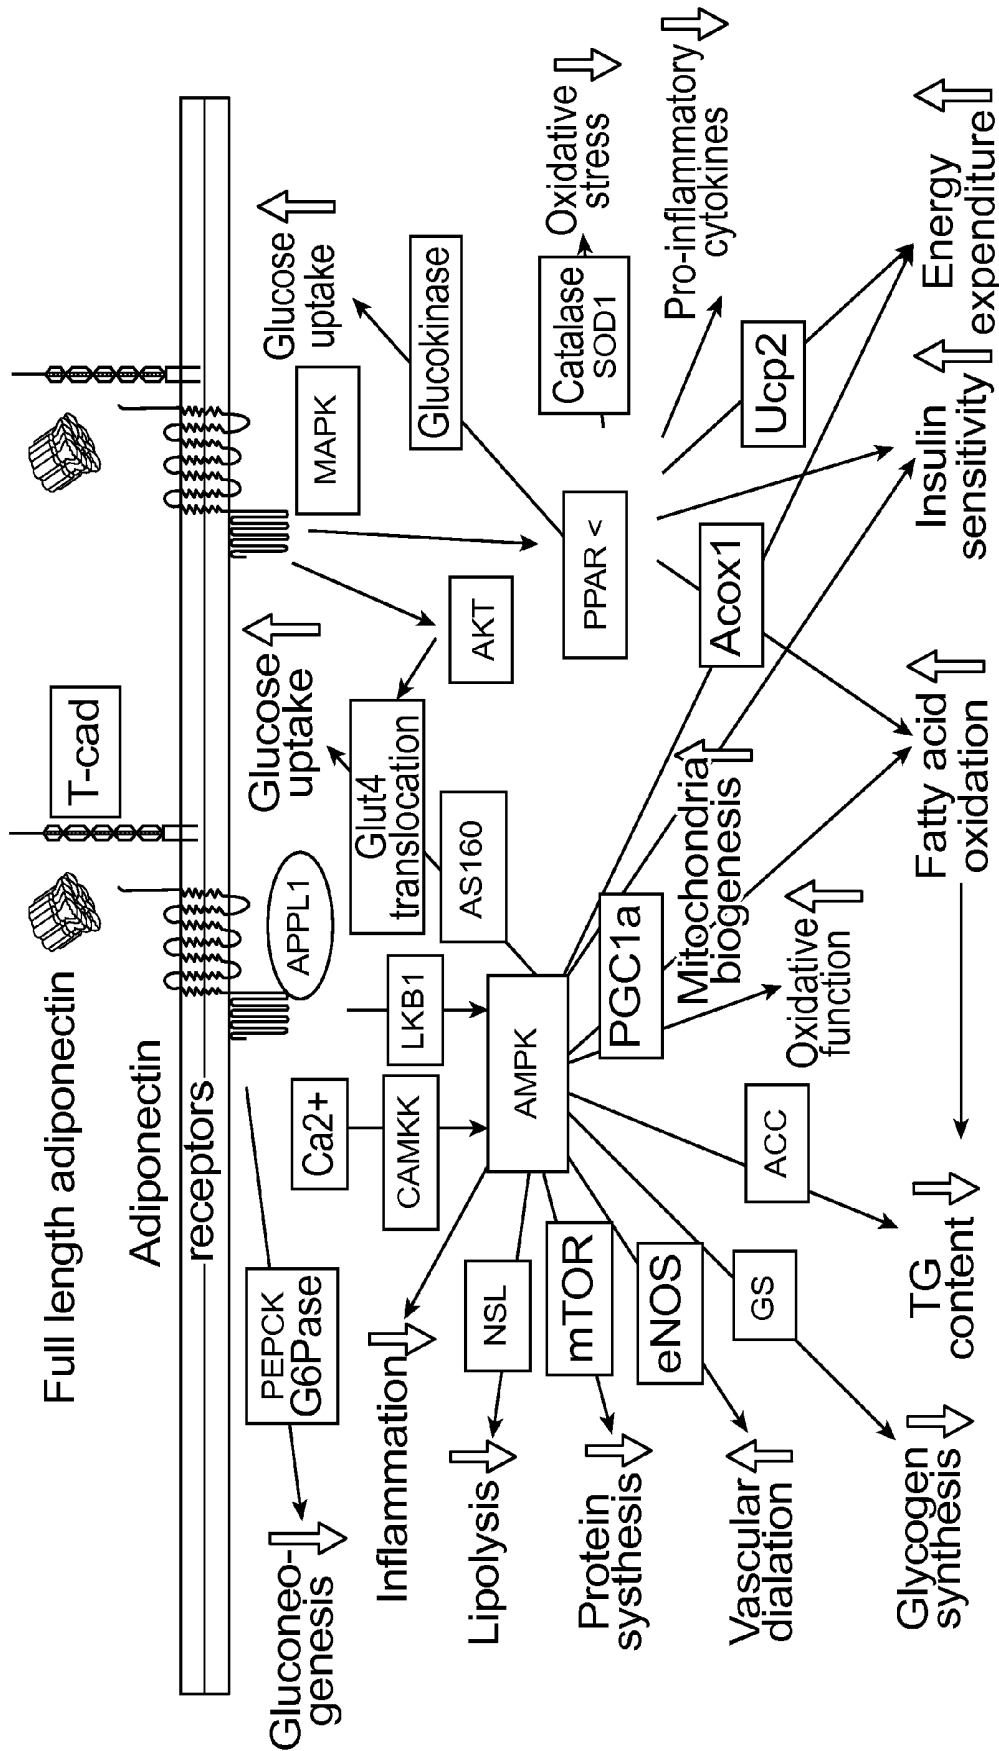 Full length adiponectin
T-cad
Adiponectin
receptors
PEPCK
G6Pase
Gluconeo-
genesis
Ca2+
CAMKK
LKB1
APPL1
Glucose
uptake
Glut4
translocation
AS160
AKT
MAPK
Glucose
uptake
Glucokinase
Inflammation
NSL
Lipolysis
AMPK
mTOR
Protein
systhesis
eNOS
Vascular
dialation
GS
Glycogen
synthesis
ACC
TG
content
PGC1a
Mitochondria
biogenesis
Oxidative
function
PPAR <
Catalase
SOD1
Oxidative
stress
Pro-inflammatory
cytokines
Ucp2
Acox1
Fatty acid
oxidation
Insulin
sensitivity
Energy
expenditure